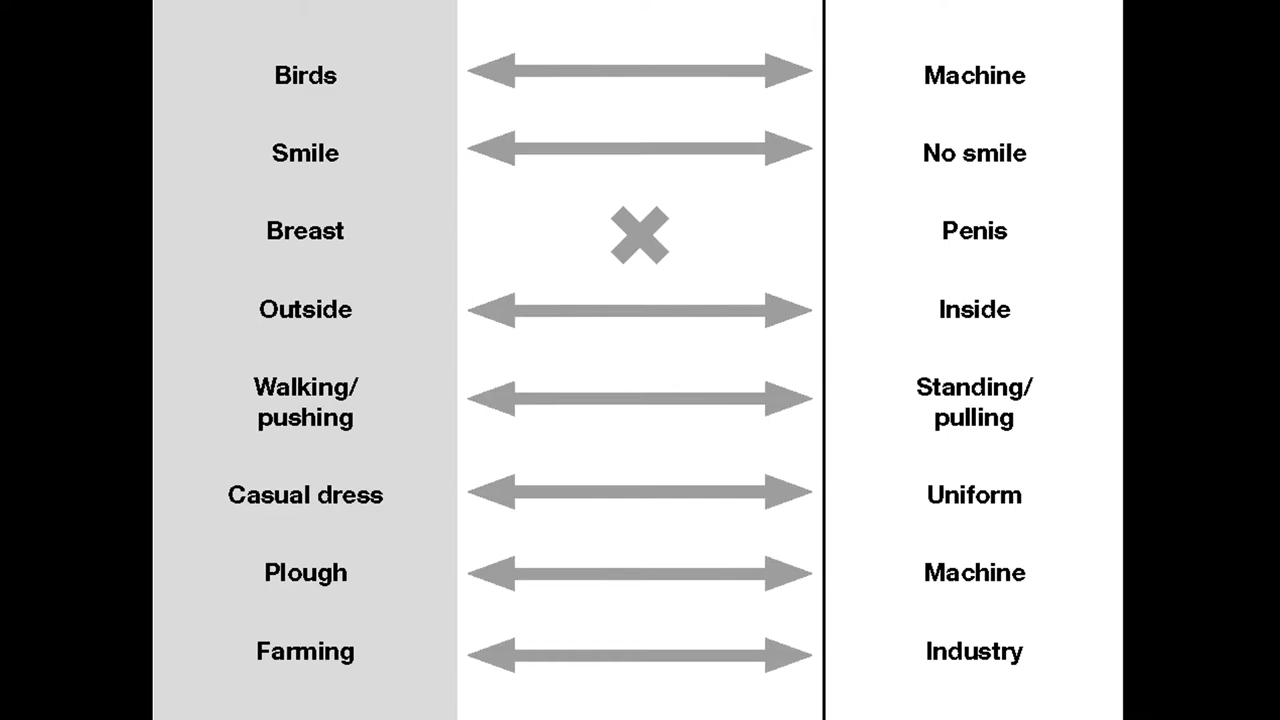 Birds Machine
Smile No smile
Breast Penis
Outside Inside
Walking/ Standing/
pushing pulling
Casual dress Uniform
Plough Machine
Farming Industry